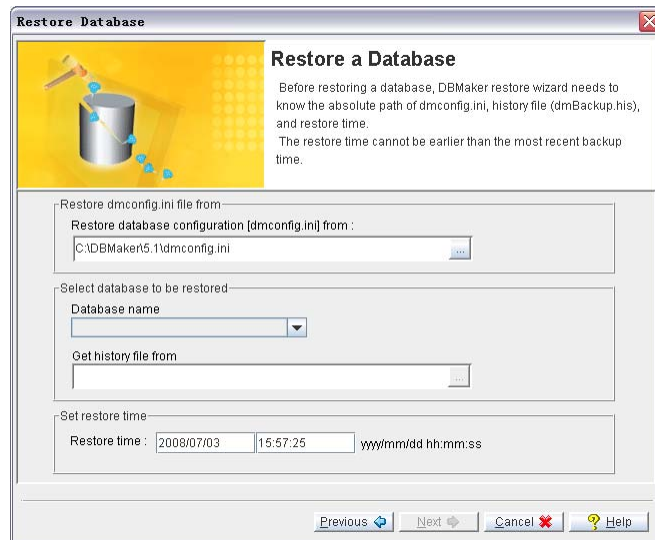 Restore Database
Restore a Database
Before restoring a database, DBMaker restore wizard needs to
know the absolute path of dmconfig.ini, history file (dmBackup.his),
and restore time.
The restore time cannot be earlier than the most recent backup
time.
Restore dmconfig.ini file from
Restore database configuration [dmconfig.ini] from :
C:\DBMaker\5.1\dmconfig.ini
...
Select database to be restored
Database name
Get history file from
...
Set restore time
Restore time : 2008/07/03 15:57:25 yyyy/mm/dd hh:mm:ss
Previous Next Cancel Help